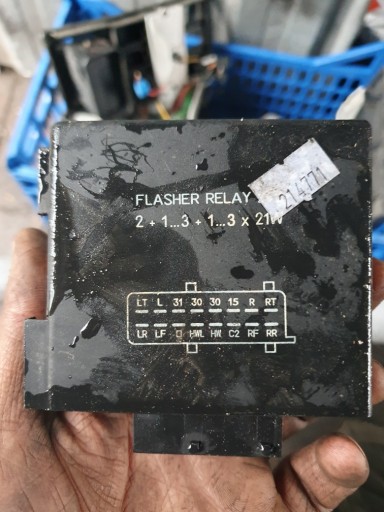 FLASHER RELAY
214771
2 + 1...3 + 1...3 x 21W
LT L 31 30 30 15 R RT
LR LF HWL HW C2 RF RR